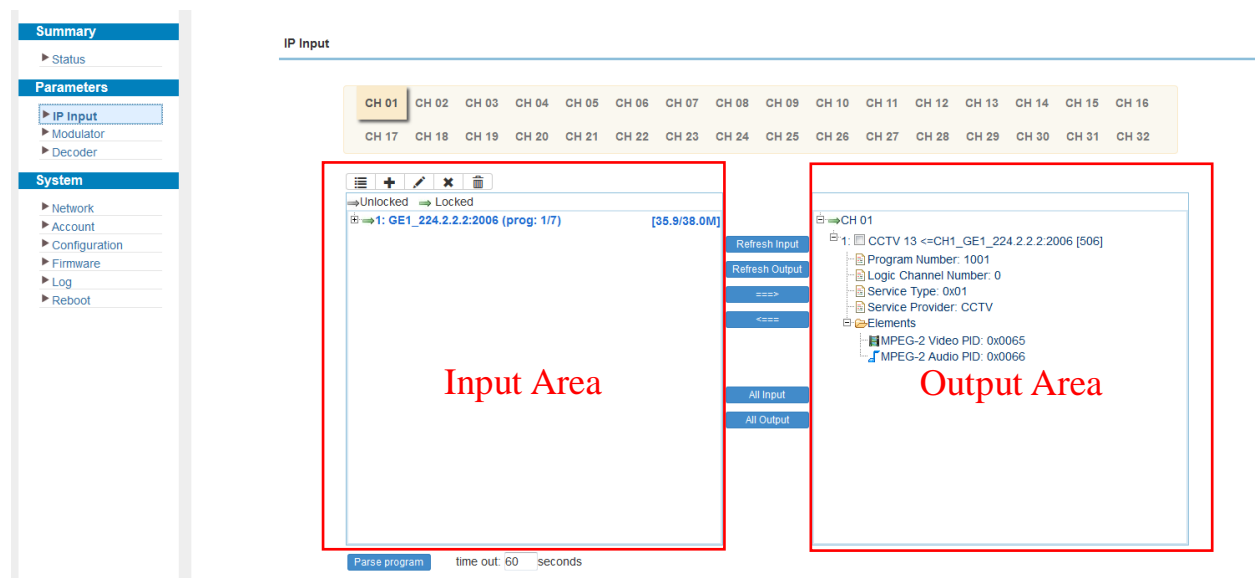 Summary
Status
Parameters
IP Input
Modulator
Decoder
System
Network
Account
Configuration
Firmware
Log
Reboot
IP Input
CH 01 CH 02 CH 03 CH 04 CH 05 CH 06 CH 07 CH 08 CH 09 CH 10 CH 11 CH 12 CH 13 CH 14 CH 15 CH 16
CH 17 CH 18 CH 19 CH 20 CH 21 CH 22 CH 23 CH 24 CH 25 CH 26 CH 27 CH 28 CH 29 CH 30 CH 31 CH 32
Unlocked Locked
1: GE1_224.2.2.2:2006 (prog: 1/7) [35.9/38.0M]
Input Area
Parse program time out: 60 seconds
Refresh Input
Refresh Output
===>
<===
All Input
All Output
CH 01
1: CCTV 13 <=CH1_GE1_224.2.2.2:2006 [506]
Program Number: 1001
Logic Channel Number: 0
Service Type: 0x01
Service Provider: CCTV
Elements
MPEG-2 Video PID: 0x0065
MPEG-2 Audio PID: 0x0066
Output Area